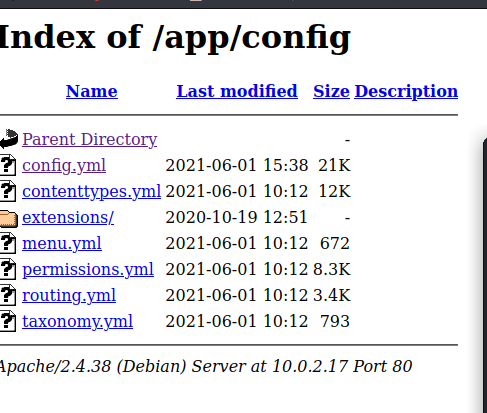 Index of /app/config
Name Last modified Size Description
Parent Directory -
config.yml 2021-06-01 15:38 21K
contenttypes.yml 2021-06-01 10:12 12K
extensions/ 2020-10-19 12:51 -
menu.yml 2021-06-01 10:12 672
permissions.yml 2021-06-01 10:12 8.3K
routing.yml 2021-06-01 10:12 3.4K
taxonomy.yml 2021-06-01 10:12 793
Apache/2.4.38 (Debian) Server at 10.0.2.17 Port 80